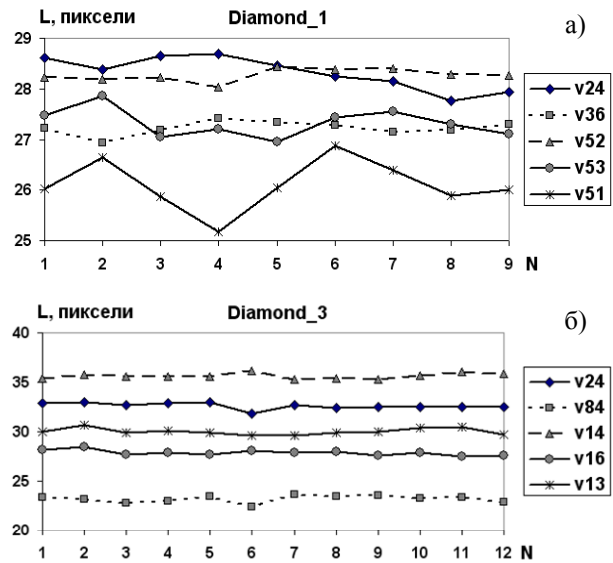 L, пиксели Diamond_1 а)
29
28
27
26
25
1 2 3 4 5 6 7 8 9 N
v24
v36
v52
v53
v51
L, пиксели Diamond_3 б)
40
35
30
25
20
1 2 3 4 5 6 7 8 9 10 11 12 N
v24
v84
v14
v16
v13